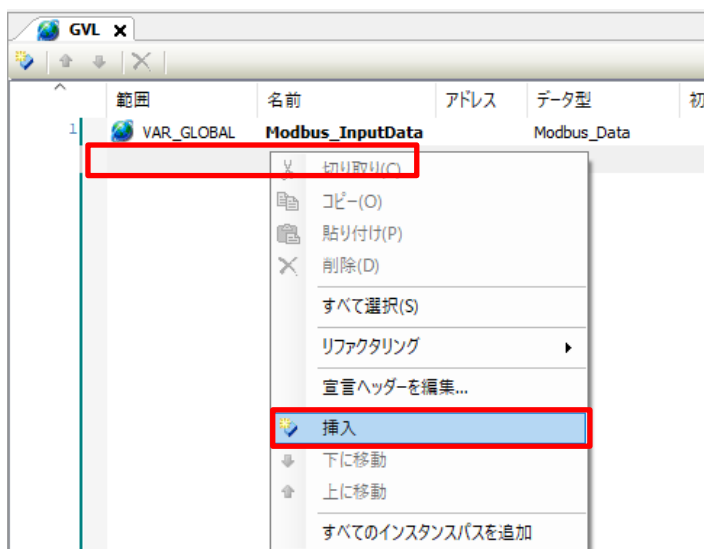 GVL
範囲 名前 アドレス データ型 初
1 VAR_GLOBAL Modbus_InputData Modbus_Data
切り取り(C)
コピー(O)
貼り付け(P)
削除(D)
すべて選択(S)
リファクタリング
宣言ヘッダーを編集...
挿入
下に移動
上に移動
すべてのインスタンスパスを追加